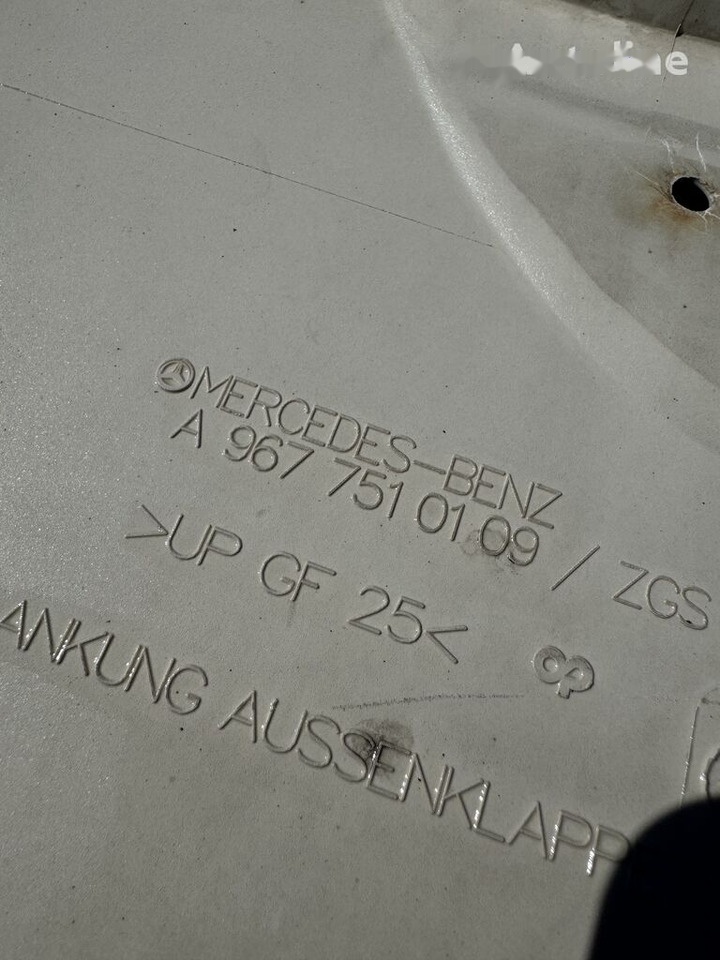 MERCEDES-BENZ
A 967 751 01 09 / ZGS
>UP GF 25<
ANKUNG AUSSENKLAPP